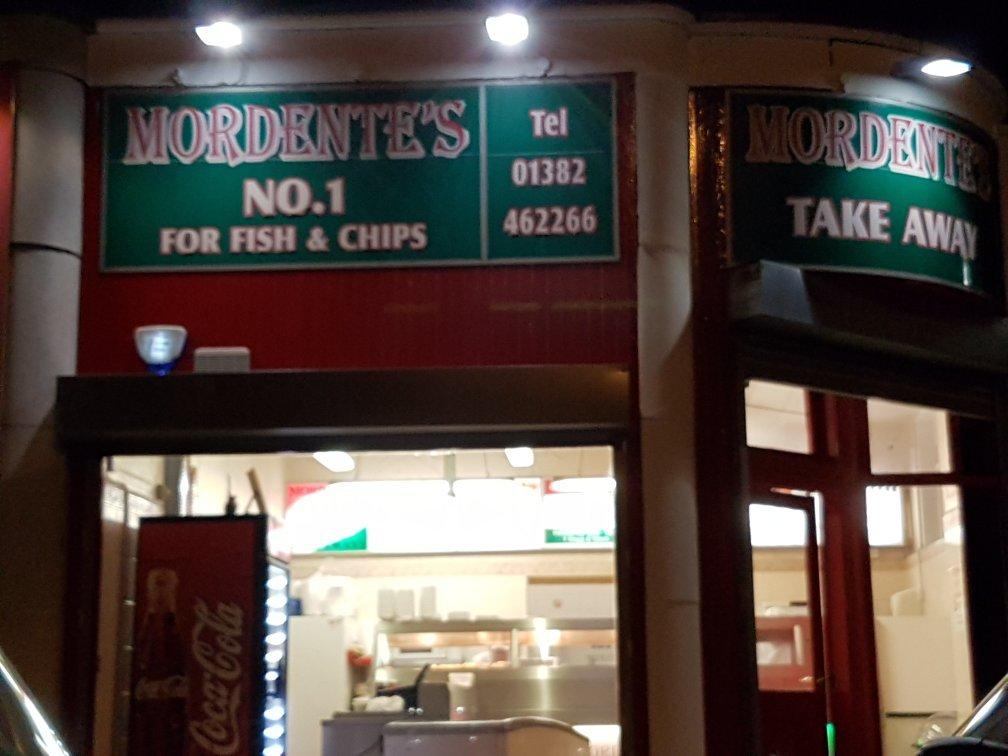 MORDENTE'S
NO.1
FOR FISH & CHIPS
Tel
01382
462266
MORDENTE'S
TAKE AWAY
Coca-Cola